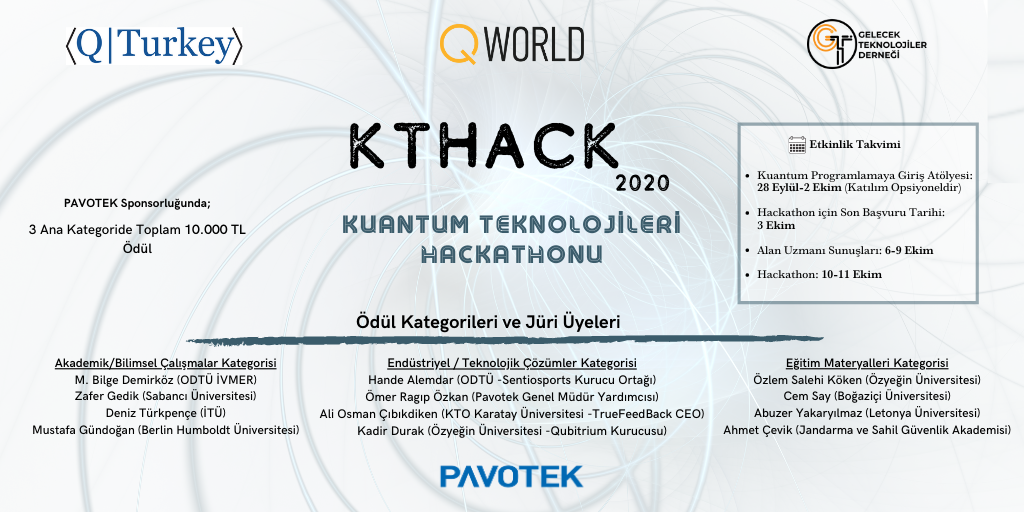 ⟨Q|Turkey⟩
QWORLD
GELECEK
TEKNOLOJİLER
DERNEĞİ
KTHACK
2020
KUANTUM TEKNOLOJİLERİ
HACKATHONU
PAVOTEK Sponsorluğunda;
3 Ana Kategoride Toplam 10.000 TL
Ödül
Etkinlik Takvimi
• Kuantum Programlamaya Giriş Atölyesi:
28 Eylül-2 Ekim (Katılım Opsiyoneldir)
• Hackathon için Son Başvuru Tarihi:
3 Ekim
• Alan Uzmanı Sunuşları: 6-9 Ekim
• Hackathon: 10-11 Ekim
Ödül Kategorileri ve Jüri Üyeleri
Akademik/Bilimsel Çalışmalar Kategorisi
M. Bilge Demirköz (ODTÜ İVMER)
Zafer Gedik (Sabancı Üniversitesi)
Deniz Türkpençe (İTÜ)
Mustafa Gündoğan (Berlin Humboldt Üniversitesi)
Endüstriyel / Teknolojik Çözümler Kategorisi
Hande Alemdar (ODTÜ -Sentiosports Kurucu Ortağı)
Ömer Ragıp Özkan (Pavotek Genel Müdür Yardımcısı)
Ali Osman Çıbıkdiken (KTO Karatay Üniversitesi -TrueFeedBack CEO)
Kadir Durak (Özyeğin Üniversitesi -Qubitrium Kurucusu)
Eğitim Materyalleri Kategorisi
Özlem Salehi Köken (Özyeğin Üniversitesi)
Cem Say (Boğaziçi Üniversitesi)
Abuzer Yakaryılmaz (Letonya Üniversitesi)
Ahmet Çevik (Jandarma ve Sahil Güvenlik Akademisi)
PAVOTEK